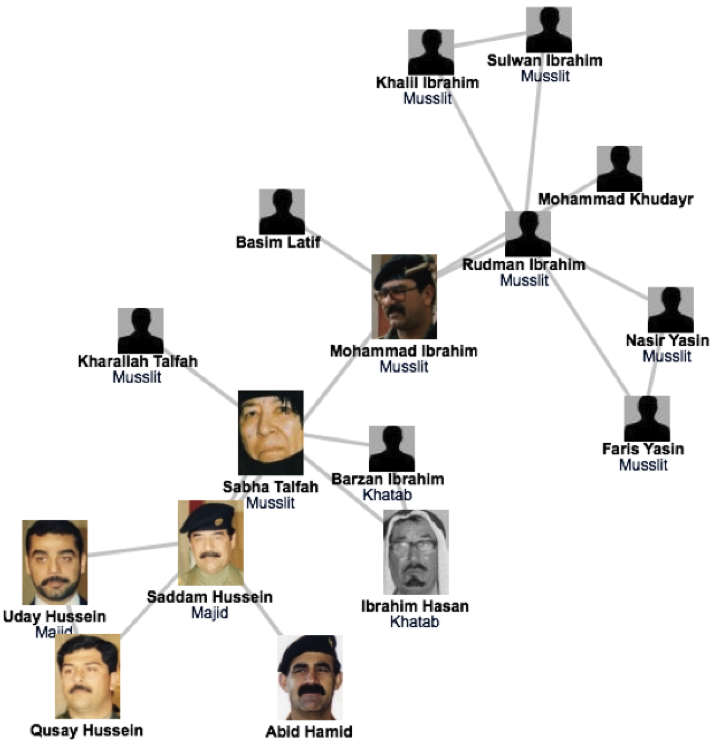 Sulwan Ibrahim
Musslit
Khalil Ibrahim
Musslit
Mohammad Khudayr
Basim Latif
Rudman Ibrahim
Musslit
Nasir Yasin
Musslit
Mohammad Ibrahim
Musslit
Kharallah Talfah
Musslit
Faris Yasin
Musslit
Barzan Ibrahim
Khatab
Sabha Talfah
Musslit
Saddam Hussein
Majid
Ibrahim Hasan
Khatab
Uday Hussein
Majid
Qusay Hussein
Abid Hamid